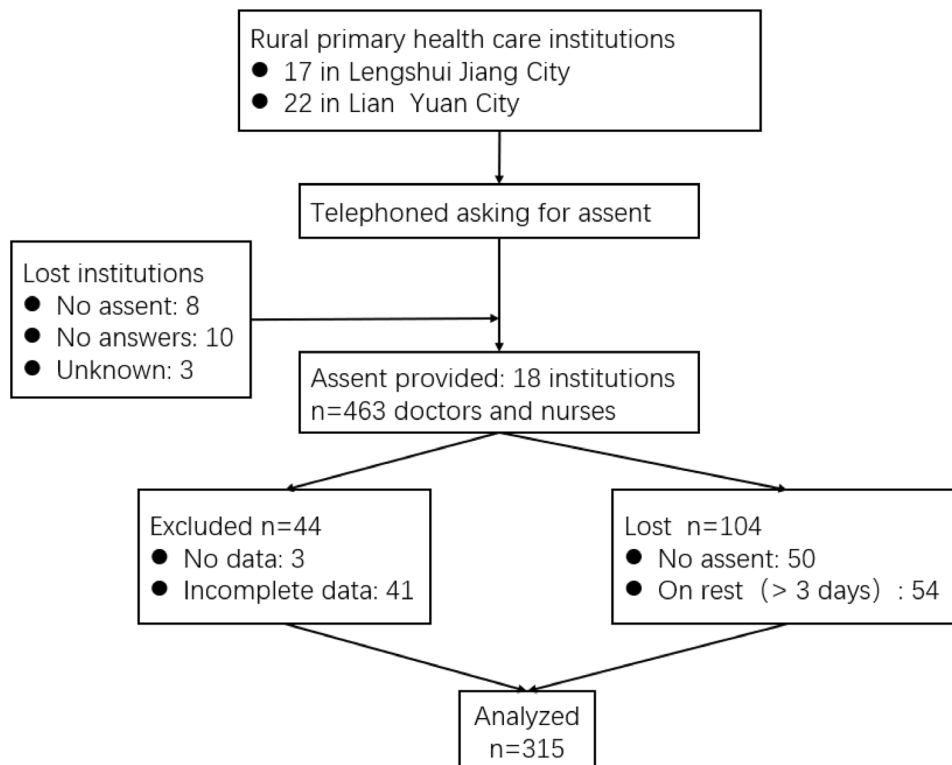 Rural primary health care institutions
● 17 in Lengshui Jiang City
● 22 in Lian Yuan City
Telephoned asking for assent
Lost institutions
● No assent: 8
● No answers: 10
● Unknown: 3
Assent provided: 18 institutions
n=463 doctors and nurses
Excluded n=44
● No data: 3
● Incomplete data: 41
Lost n=104
● No assent: 50
● On rest（> 3 days）: 54
Analyzed
n=315